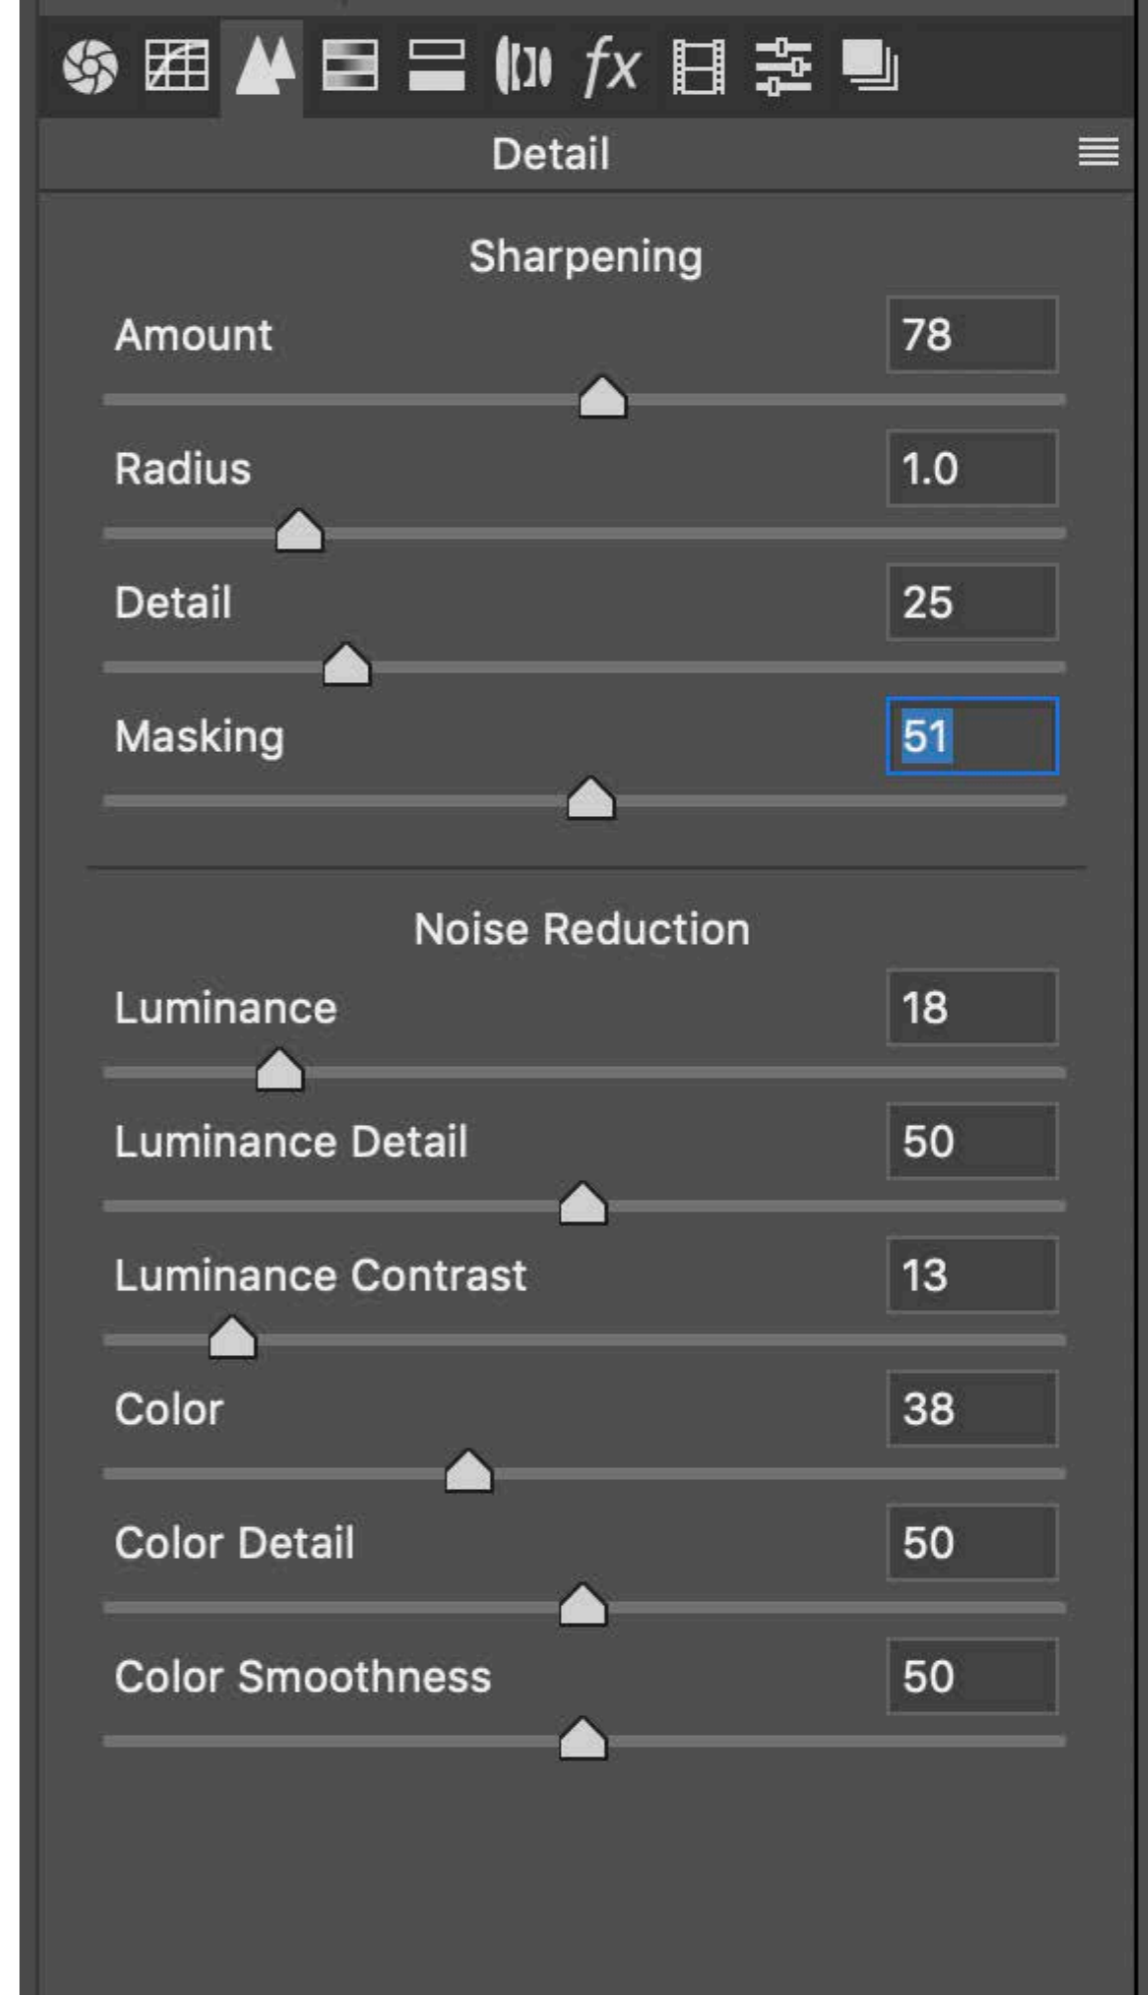 fx
Detail
Sharpening
Amount 78
Radius 1.0
Detail 25
Masking 51
Noise Reduction
Luminance 18
Luminance Detail 50
Luminance Contrast 13
Color 38
Color Detail 50
Color Smoothness 50